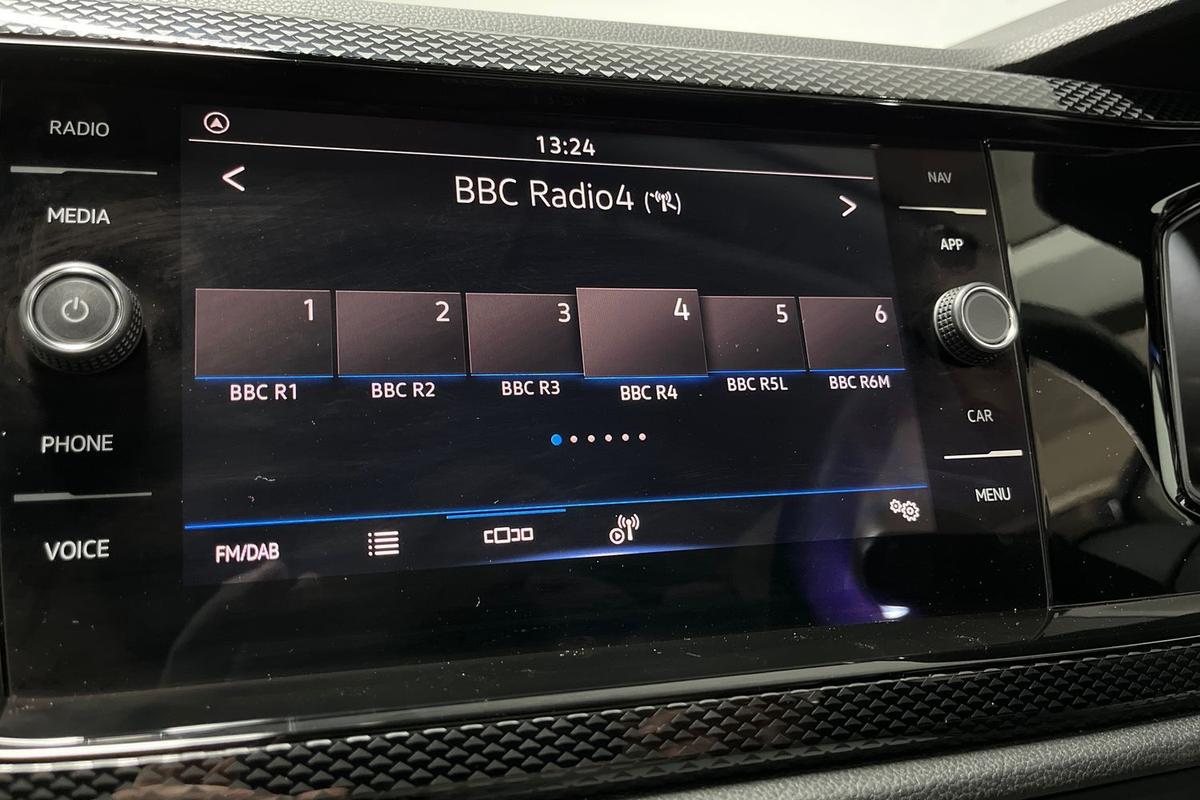 RADIO
MEDIA
PHONE
VOICE
13:24
<
BBC Radio4
>
1 2 3 4 5 6
BBC R1 BBC R2 BBC R3 BBC R4 BBC R5L BBC R6M
FM/DAB
NAV
APP
CAR
MENU